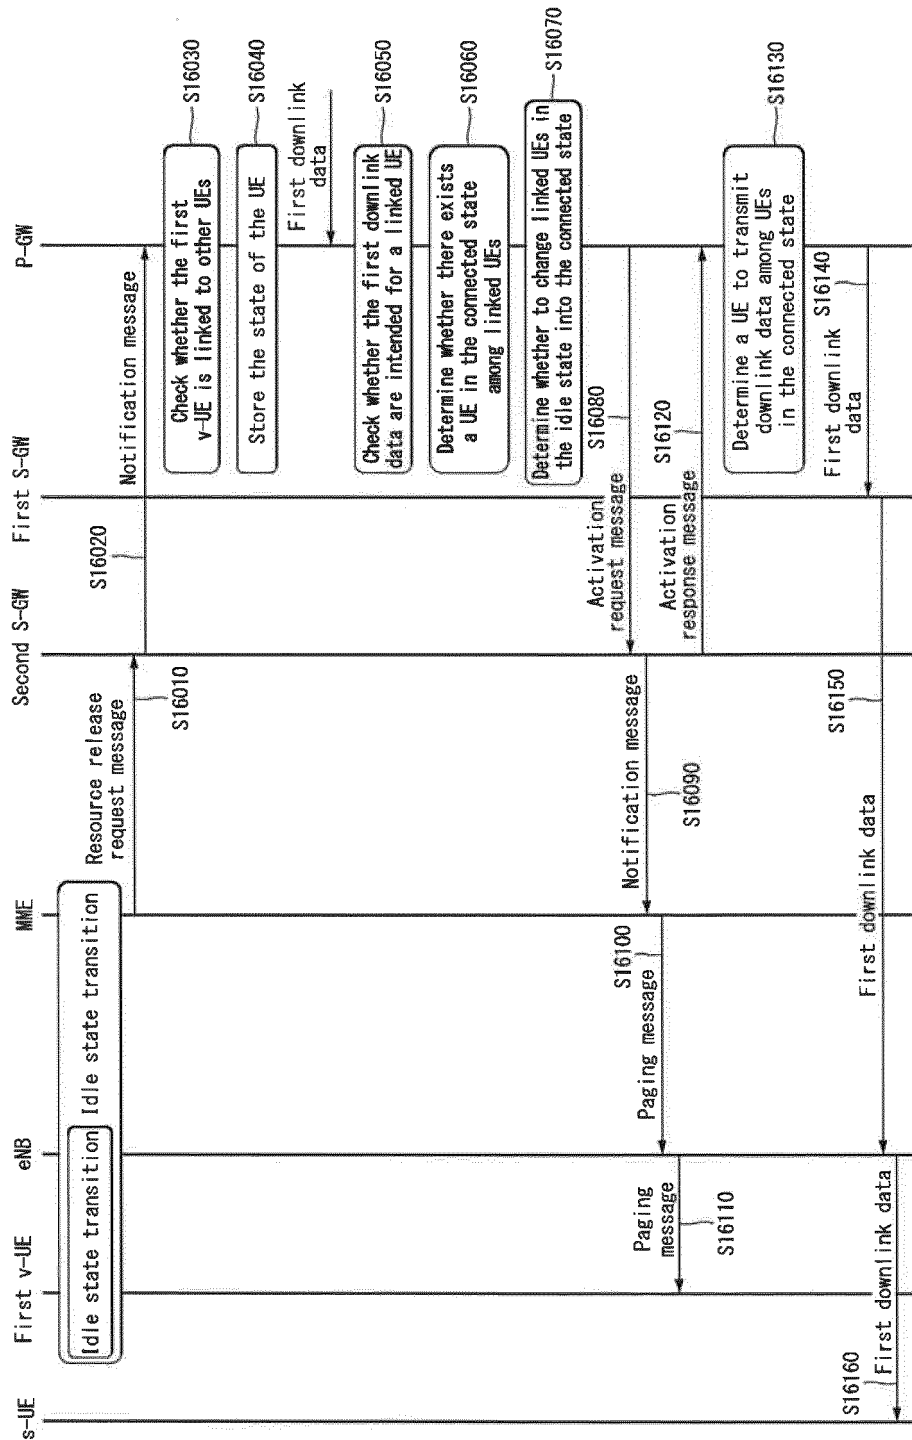 s-UE
First v-UE
eNB
MME
Second S-GW
First S-GW
P-GW
Idle state transition
Idle state transition
Resource release
request message
S16010
S16020
Notification message
Check whether the first
v-UE is linked to other UEs
S16030
Store the state of the UE
S16040
First downlink
data
Check whether the first downlink
data are intended for a linked UE
S16050
Determine whether there exists
a UE in the connected state
among linked UEs
S16060
Determine whether to change linked UEs in
the idle state into the connected state
S16070
Activation
request message
S16080
Notification message
S16090
Paging message
S16100
Paging
message
S16110
Activation
response message
S16120
Determine a UE to transmit
downlink data among UEs
in the connected state
S16130
First downlink
data
S16140
First downlink data
S16150
First downlink data
S16160